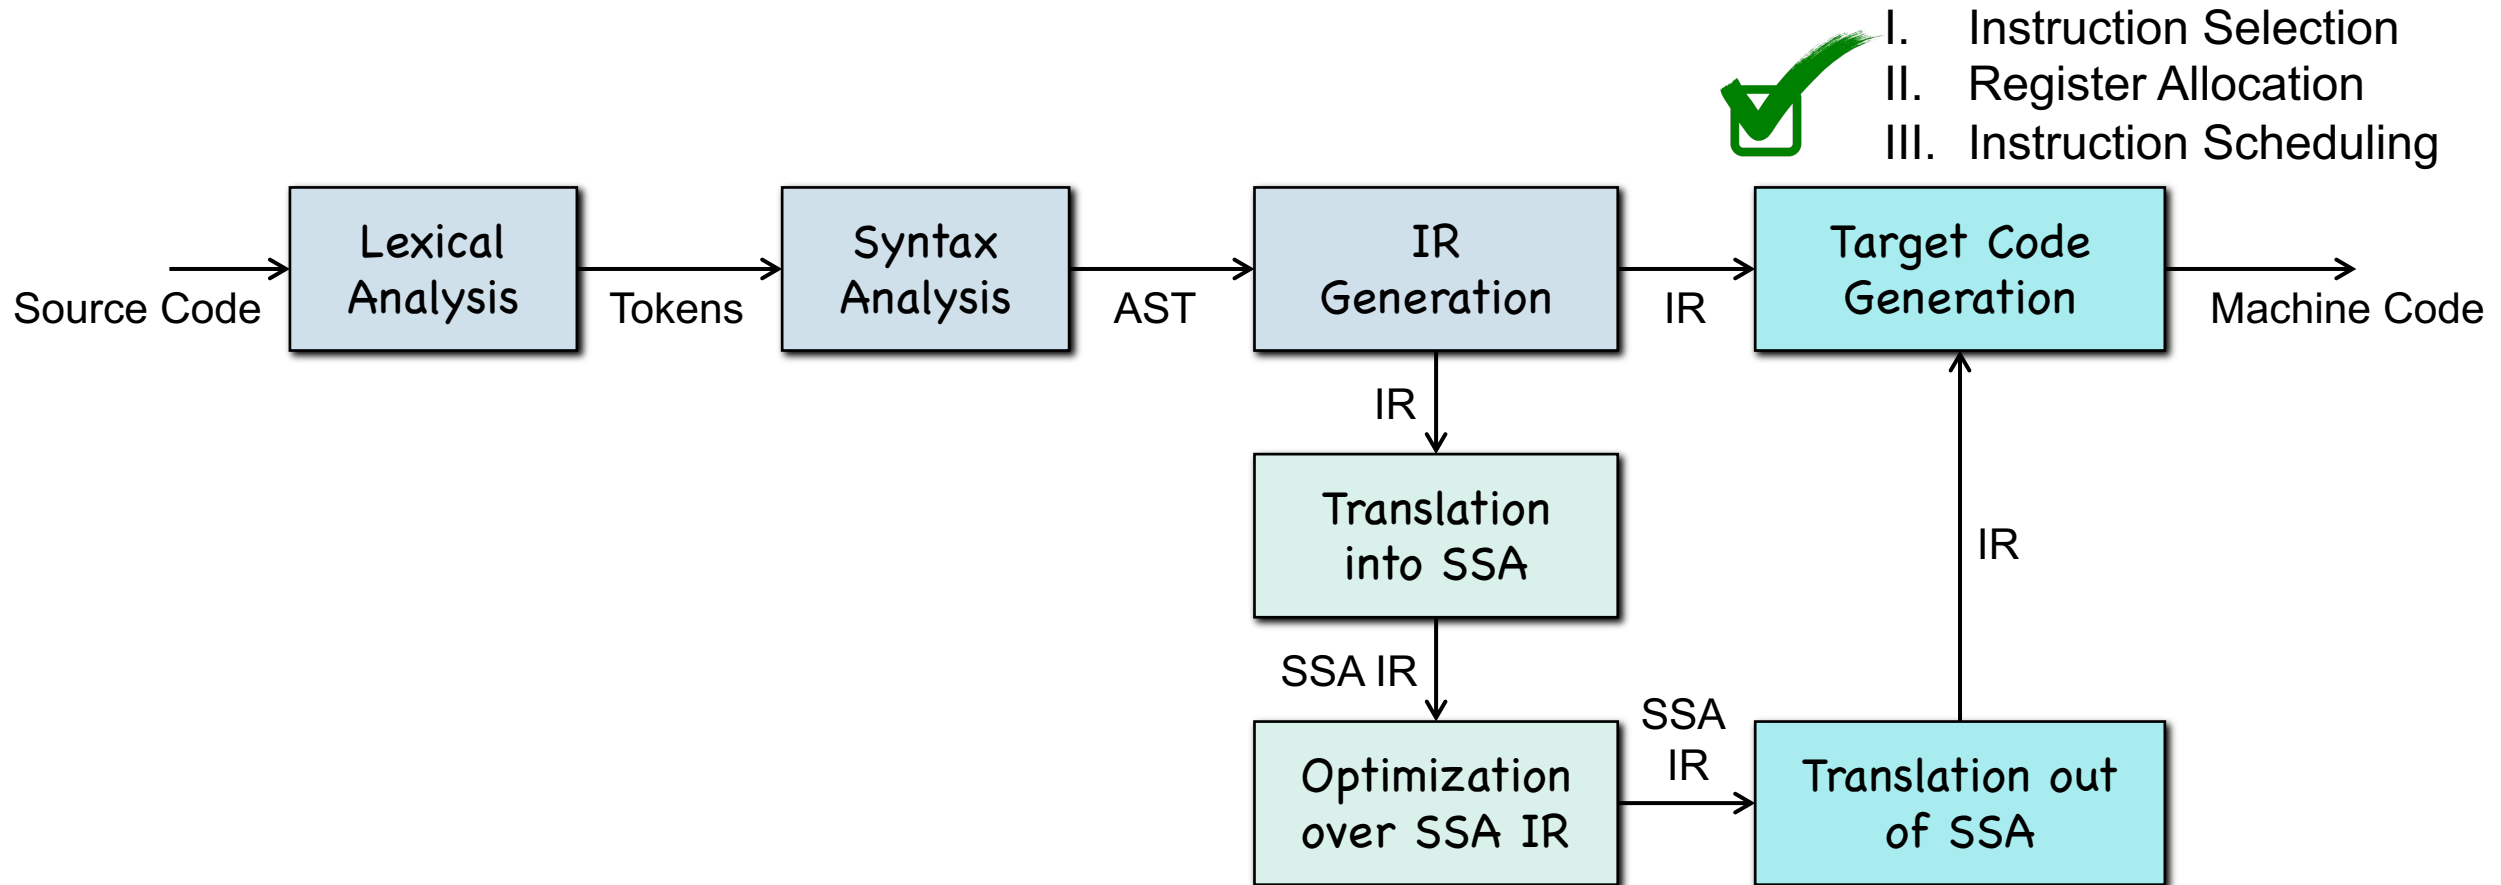 I. Instruction Selection
II. Register Allocation
III. Instruction Scheduling
Lexical
Analysis
Syntax
Analysis
IR
Generation
Target Code
Generation
Source Code
Tokens
AST
IR
Machine Code
IR
Translation
into SSA
IR
SSA IR
SSA
IR
Optimization
over SSA IR
Translation out
of SSA